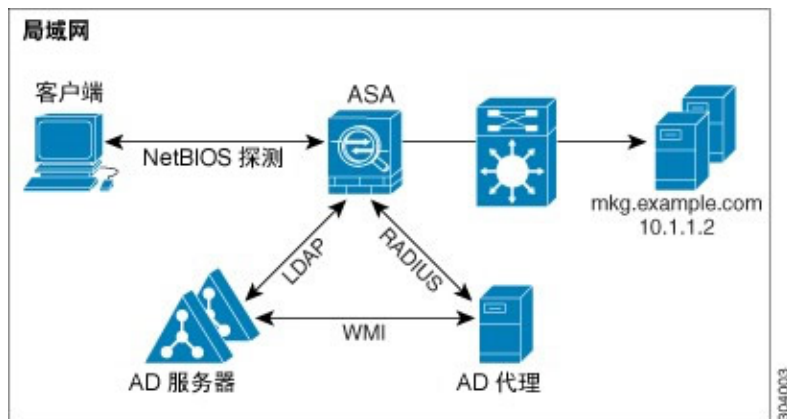 局域网
客户端
ASA
NetBIOS 探测
mkg.example.com
10.1.1.2
LDAP
RADIUS
WMI
AD 服务器
AD 代理
304003